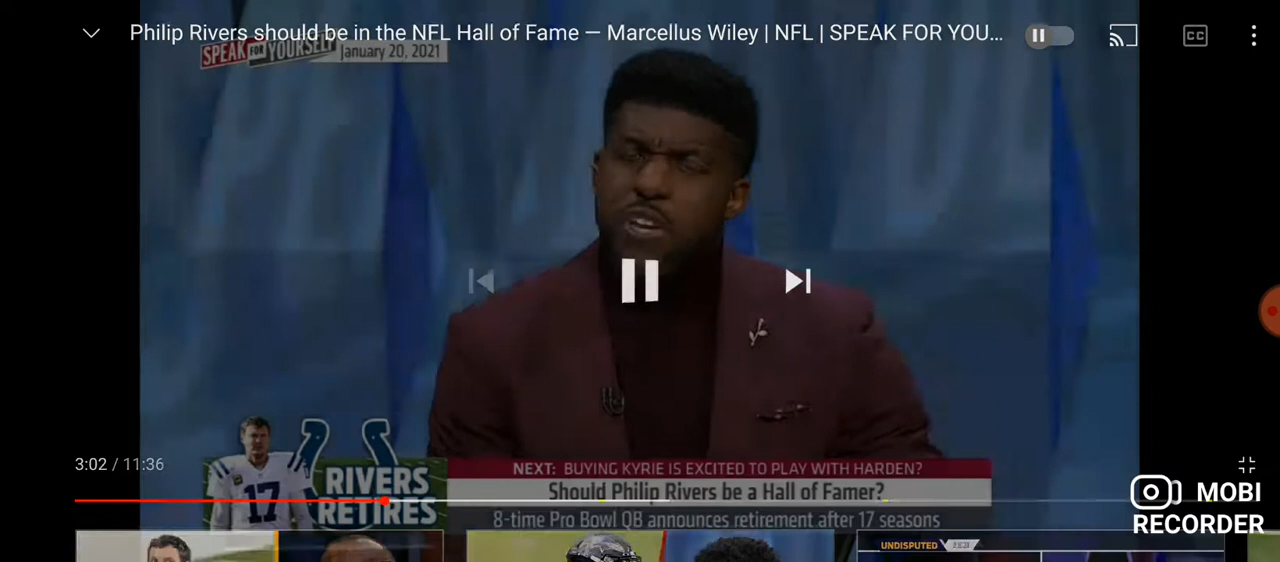 Philip Rivers should be in the NFL Hall of Fame — Marcellus Wiley | NFL | SPEAK FOR YOU...
CC
SPEAK FOR YOURSELF
January 20, 2021
3:02 / 11:36
NEXT: BUYING KYRIE IS EXCITED TO PLAY WITH HARDEN?
17
RIVERS
RETIRES
Should Philip Rivers be a Hall of Famer?
8-time Pro Bowl QB announces retirement after 17 seasons
MOBI
RECORDER
UNDISPUTED